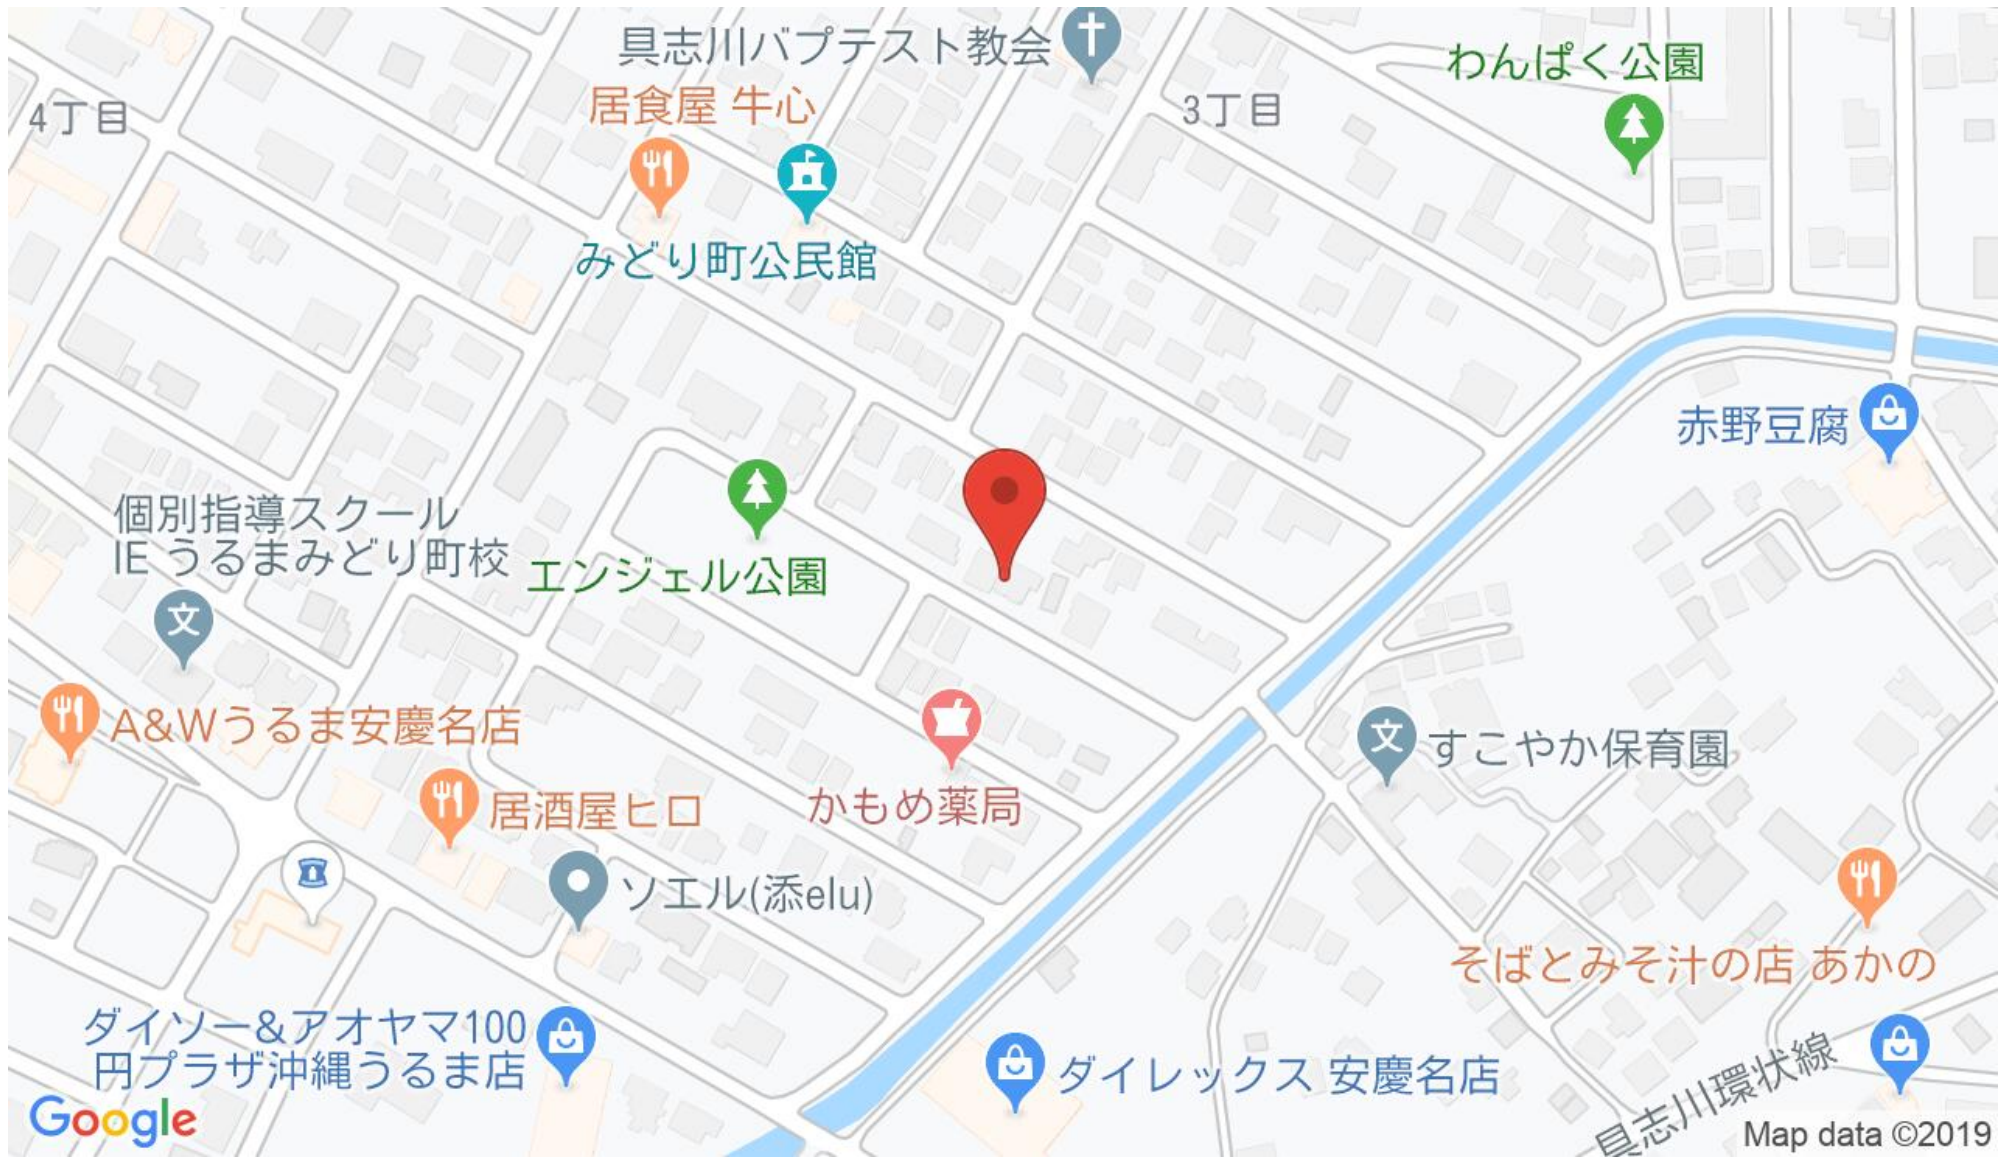 具志川バプテスト教会
わんぱく公園
居食屋 牛心
3丁目
4丁目
みどり町公民館
赤野豆腐
個別指導スクール
IE うるまみどり町校
エンジェル公園
A&Wうるま安慶名店
すこやか保育園
居酒屋ヒロ
かもめ薬局
ソエル(添elu)
そばとみそ汁の店 あかの
ダイソー&アオヤマ100
円プラザ沖縄うるま店
ダイレックス 安慶名店
具志川環状線
Google
Map data ©2019